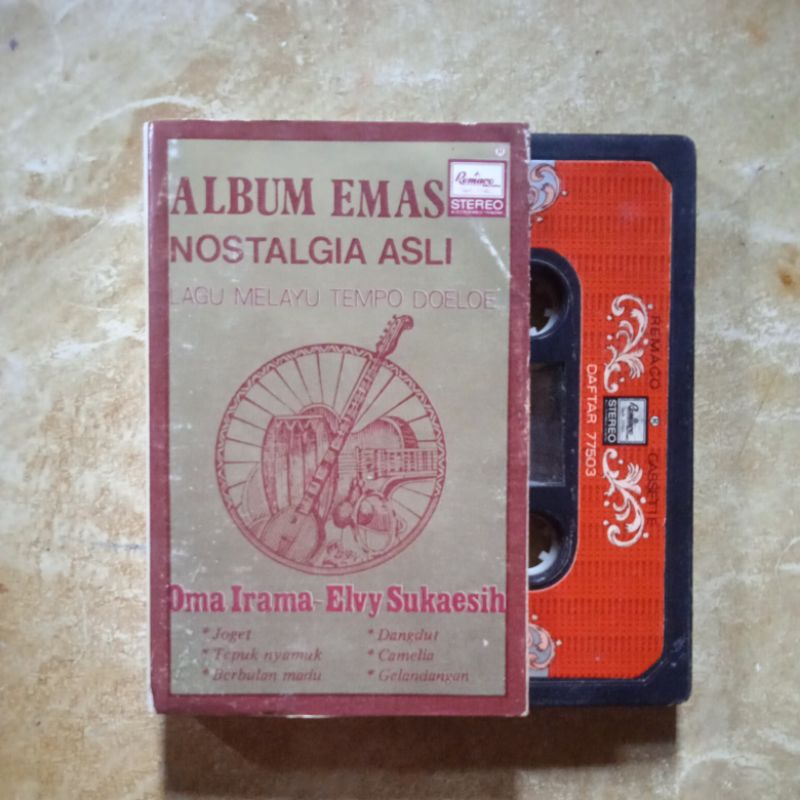 ALBUM EMAS
Remaco
STEREO
NOSTALGIA ASLI
LAGU MELAYU TEMPO DOELOE
Oma Irama - Elvy Sukaesih
* Joget
* Tepuk nyamuk
* Berbulan madu
* Dangdut
* Camelia
* Gelandangan
REMACO CASSETTE
Remaco
STEREO
DAFTAR 77503